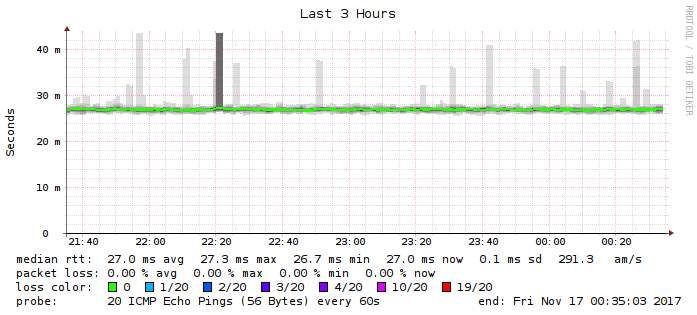 Last 3 Hours
RRDTOOL / TOBI OETIKER
Seconds
40 m
30 m
20 m
10 m
0
21:40 22:00 22:20 22:40 23:00 23:20 23:40 00:00 00:20
median rtt: 27.0 ms avg 27.3 ms max 26.7 ms min 27.0 ms now 0.1 ms sd 291.3 am/s
packet loss: 0.00 % avg 0.00 % max 0.00 % min 0.00 % now
loss color: 0 1/20 2/20 3/20 4/20 10/20 19/20
probe: 20 ICMP Echo Pings (56 Bytes) every 60s end: Fri Nov 17 00:35:03 2017